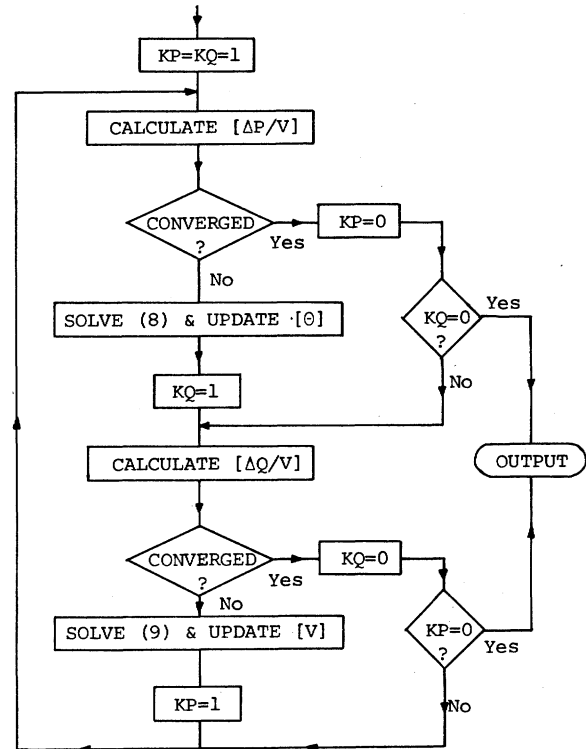 KP=KQ=1
CALCULATE [ΔP/V]
CONVERGED
?
Yes
KP=0
No
KQ=0
?
Yes
No
SOLVE (8) & UPDATE [Θ]
KQ=1
CALCULATE [ΔQ/V]
OUTPUT
CONVERGED
?
Yes
KQ=0
No
KP=0
?
Yes
No
SOLVE (9) & UPDATE [V]
KP=1